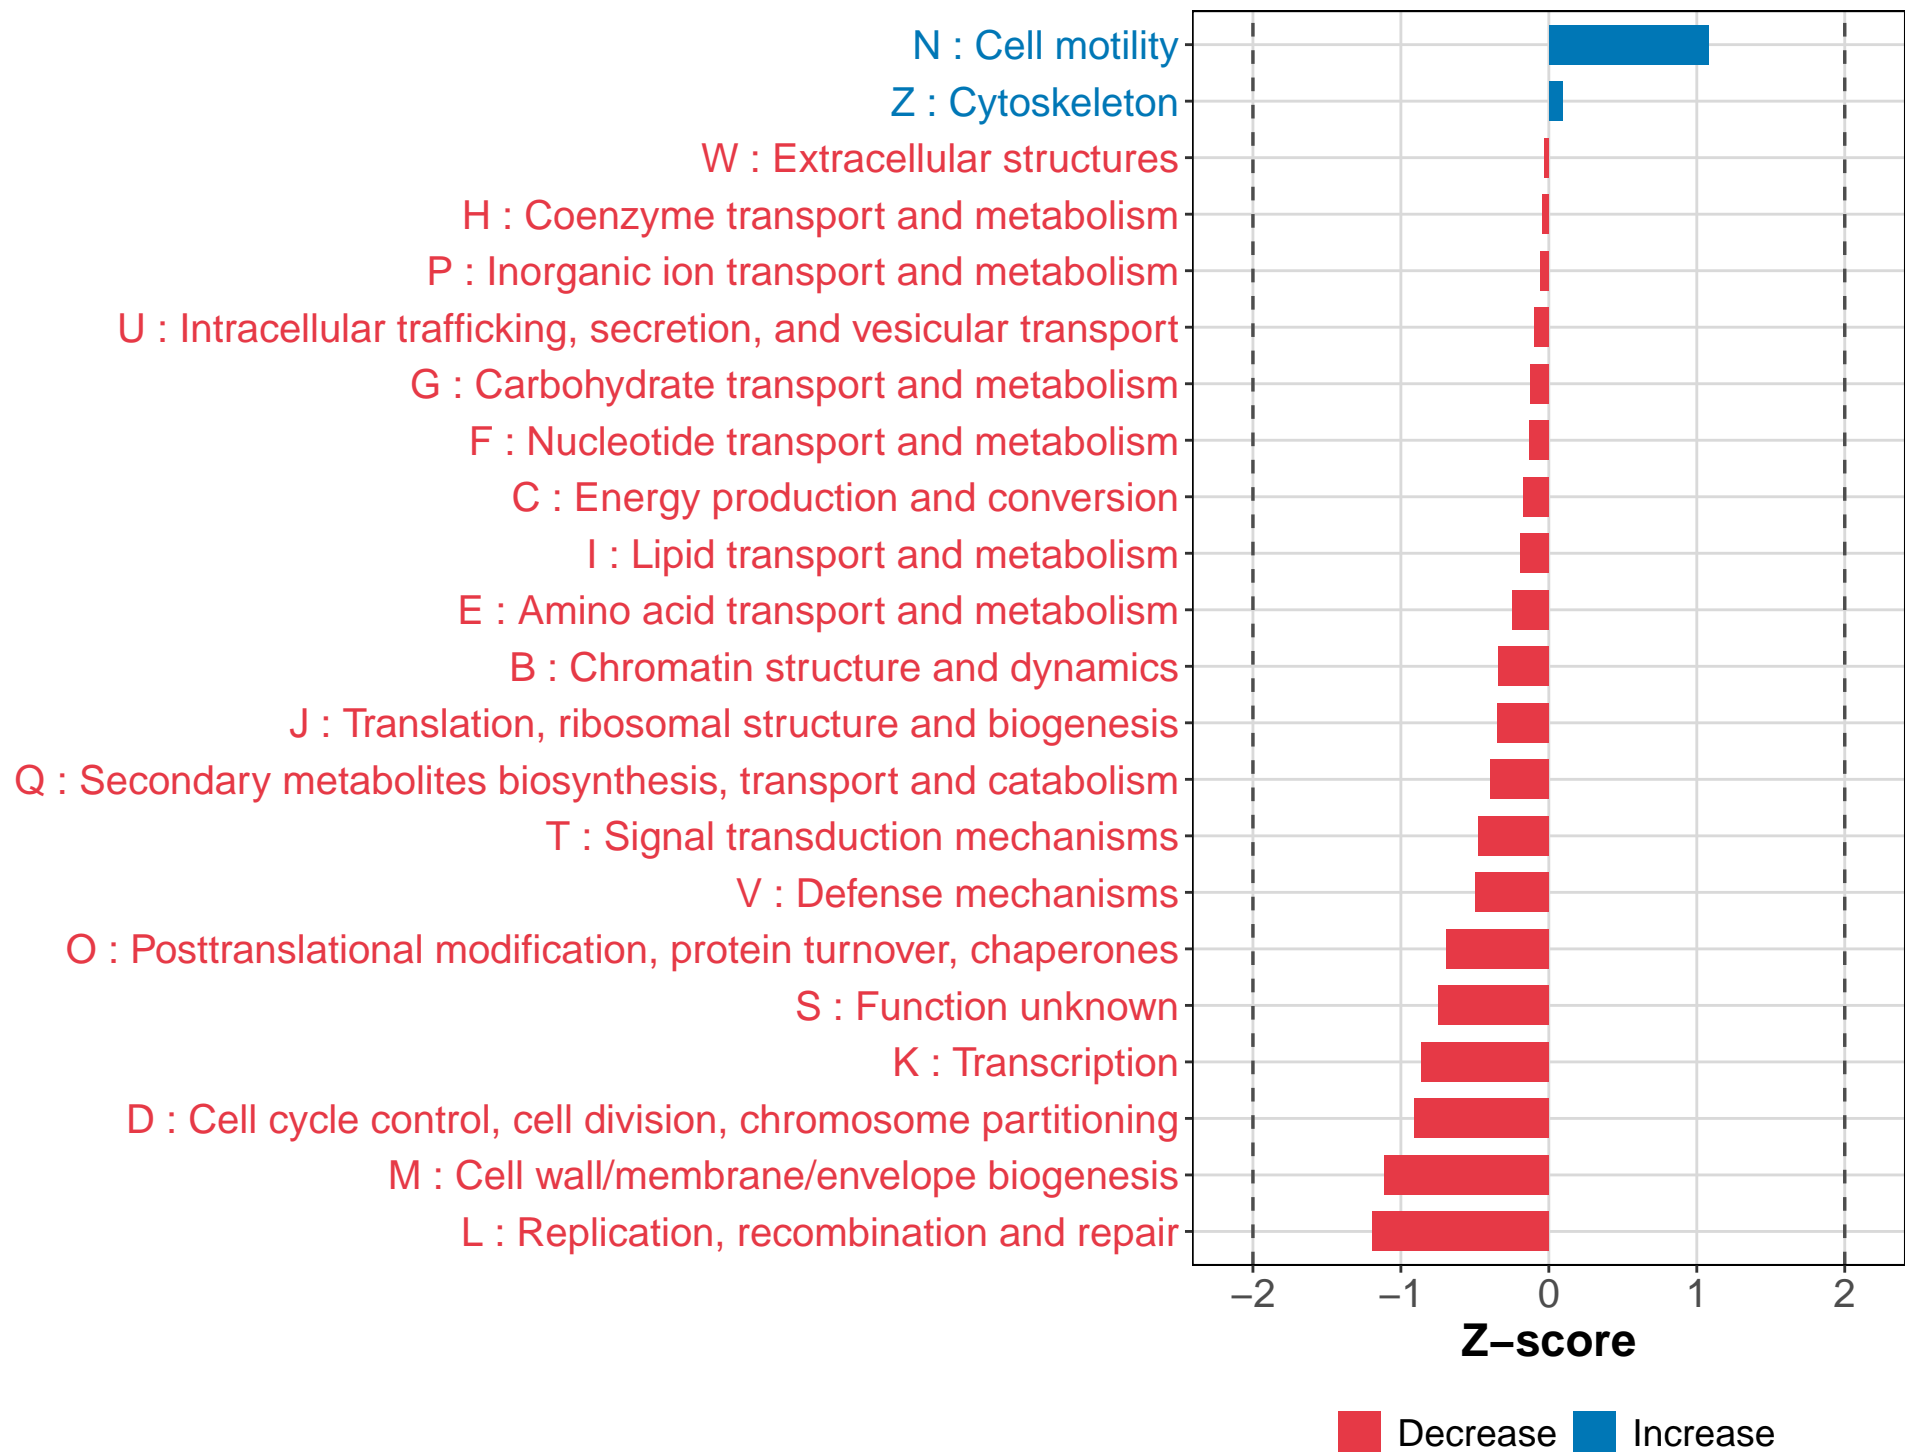 N : Cell motility
Z : Cytoskeleton
W : Extracellular structures
H : Coenzyme transport and metabolism
P : Inorganic ion transport and metabolism
U : Intracellular trafficking, secretion, and vesicular transport
G : Carbohydrate transport and metabolism
F : Nucleotide transport and metabolism
C : Energy production and conversion
I : Lipid transport and metabolism
E : Amino acid transport and metabolism
B : Chromatin structure and dynamics
J : Translation, ribosomal structure and biogenesis
Q : Secondary metabolites biosynthesis, transport and catabolism
T : Signal transduction mechanisms
V : Defense mechanisms
O : Posttranslational modification, protein turnover, chaperones
S : Function unknown
K : Transcription
D : Cell cycle control, cell division, chromosome partitioning
M : Cell wall/membrane/envelope biogenesis
L : Replication, recombination and repair
−2 −1 0 1 2
Z−score
Decrease Increase